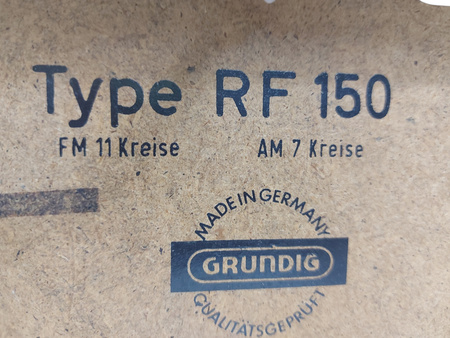 Type RF 150
FM 11 Kreise AM 7 Kreise
MADE IN GERMANY
GRUNDIG
QUALITÄTSGEPRÜFT